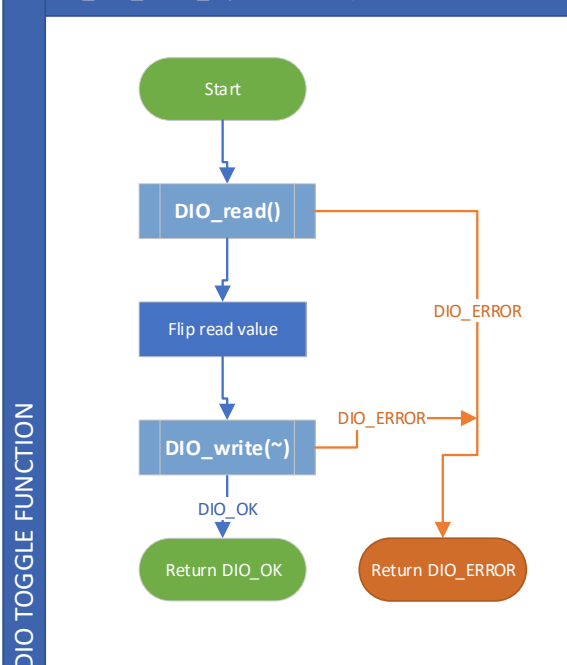 Start
DIO_read()
DIO_ERROR
Flip read value
DIO_ERROR
DIO_write(~)
DIO_OK
Return DIO_OK
Return DIO_ERROR
DIO TOGGLE FUNCTION